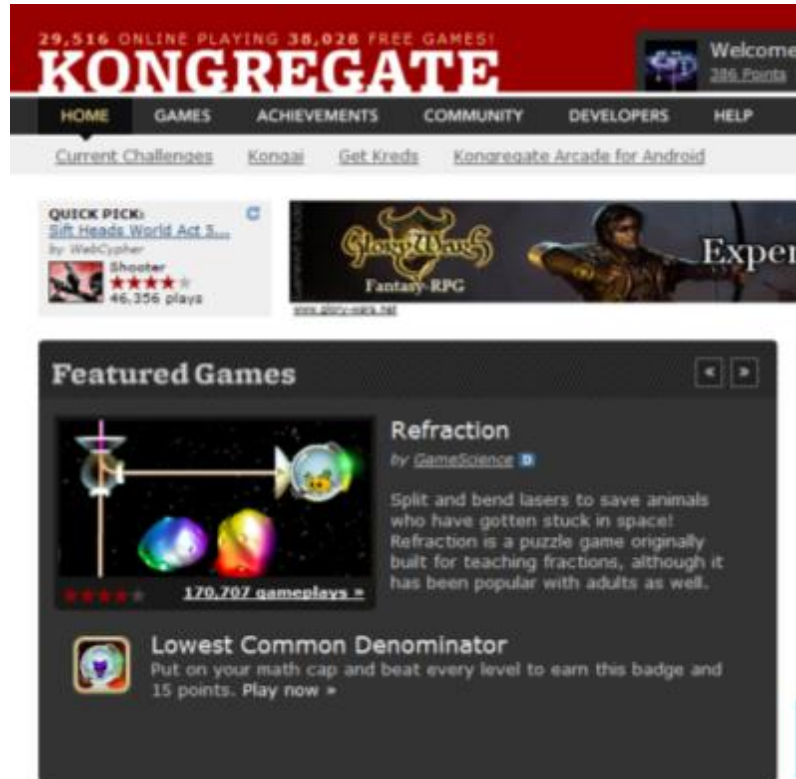 29,516 ONLINE PLAYING 38,028 FREE GAMES!
KONGREGATE
Welcome
386 Points
HOME GAMES ACHIEVEMENTS COMMUNITY DEVELOPERS HELP
Current Challenges Kongai Get Kreds Kongregate Arcade for Android
QUICK PICK:
Sift Heads World Act 5...
by WebCypher
Shooter
46,356 plays
Glory Wars
Fantasy-RPG
Exper
www.glory-wars.net
Featured Games
« »
Refraction
by GameScience D
Split and bend lasers to save animals
who have gotten stuck in space!
Refraction is a puzzle game originally
built for teaching fractions, although it
has been popular with adults as well.
170,707 gameplays »
Lowest Common Denominator
Put on your math cap and beat every level to earn this badge and
15 points. Play now »